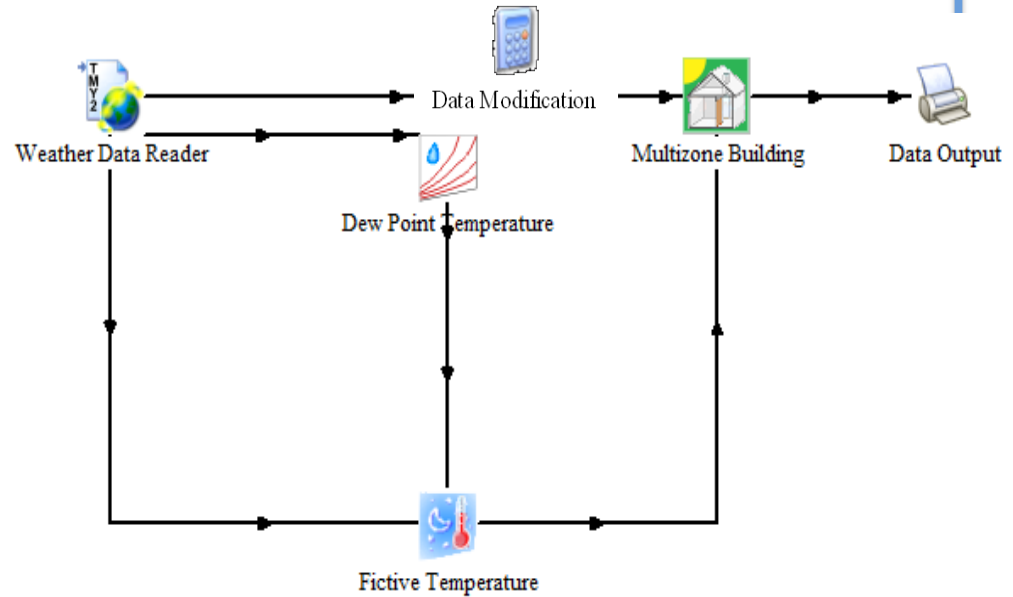 TMY2
Data Modification
Weather Data Reader
Multizone Building
Data Output
Dew Point Temperature
Fictive Temperature